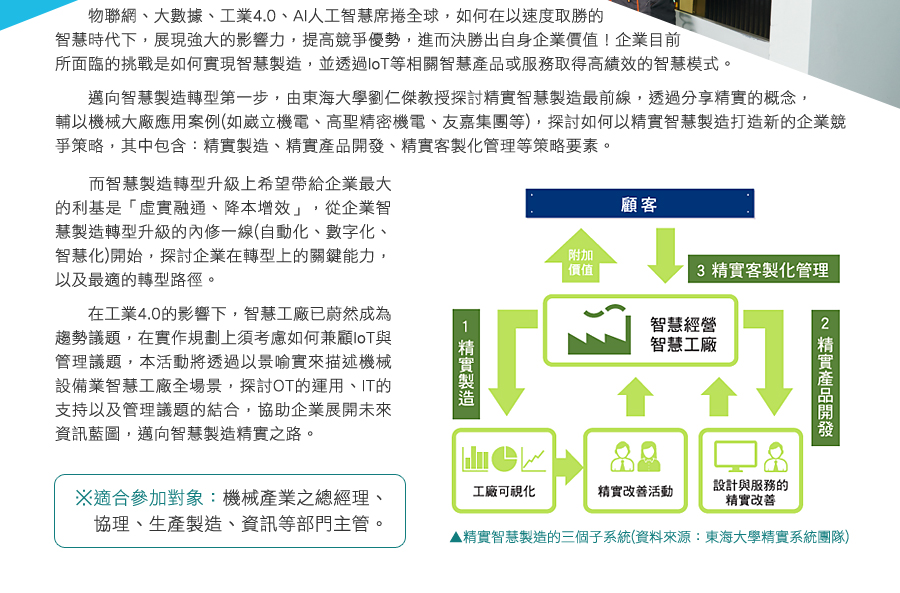 物聯網、大數據、工業4.0、AI人工智慧席捲全球，如何在以速度取勝的
智慧時代下，展現強大的影響力，提高競爭優勢，進而決勝出自身企業價值！企業目前
所面臨的挑戰是如何實現智慧製造，並透過IoT等相關智慧產品或服務取得高績效的智慧模式。
邁向智慧製造轉型第一步，由東海大學劉仁傑教授探討精實智慧製造最前線，透過分享精實的概念，
輔以機械大廠應用案例(如崴立機電、高聖精密機電、友嘉集團等)，探討如何以精實智慧製造打造新的企業競
爭策略，其中包含：精實製造、精實產品開發、精實客製化管理等策略要素。
而智慧製造轉型升級上希望帶給企業最大
的利基是「虛實融通、降本增效」，從企業智
慧製造轉型升級的內修一線(自動化、數字化、
智慧化)開始，探討企業在轉型上的關鍵能力，
以及最適的轉型路徑。
在工業4.0的影響下，智慧工廠已蔚然成為
趨勢議題，在實作規劃上須考慮如何兼顧IoT與
管理議題，本活動將透過以景喻實來描述機械
設備業智慧工廠全場景，探討OT的運用、IT的
支持以及管理議題的結合，協助企業展開未來
資訊藍圖，邁向智慧製造精實之路。
※適合參加對象：機械產業之總經理、
協理、生產製造、資訊等部門主管。
顧客
附加
價值
3 精實客製化管理
1 精實製造
智慧經營
智慧工廠
2 精實產品開發
工廠可視化
精實改善活動
設計與服務的
精實改善
▲精實智慧製造的三個子系統(資料來源：東海大學精實系統團隊)